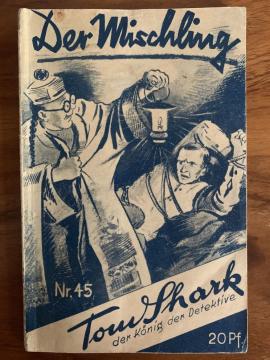 Der Mischling
Nr. 45
Tom Shark
der König der Detektive
20 Pf.